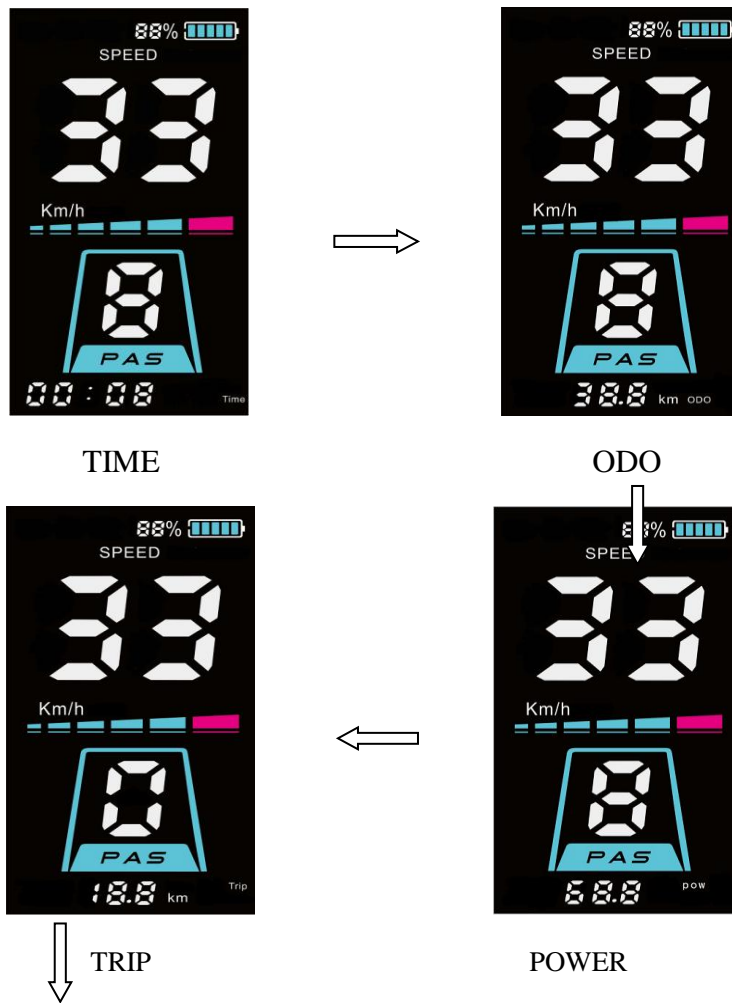 88%
SPEED
33
Km/h
8
PAS
00:08 Time
TIME
88%
SPEED
33
Km/h
8
PAS
38.8 km ODO
ODO
88%
SPEED
33
Km/h
0
PAS
18.8 km Trip
TRIP
%
33
Km/h
8
PAS
68.8 pow
POWER